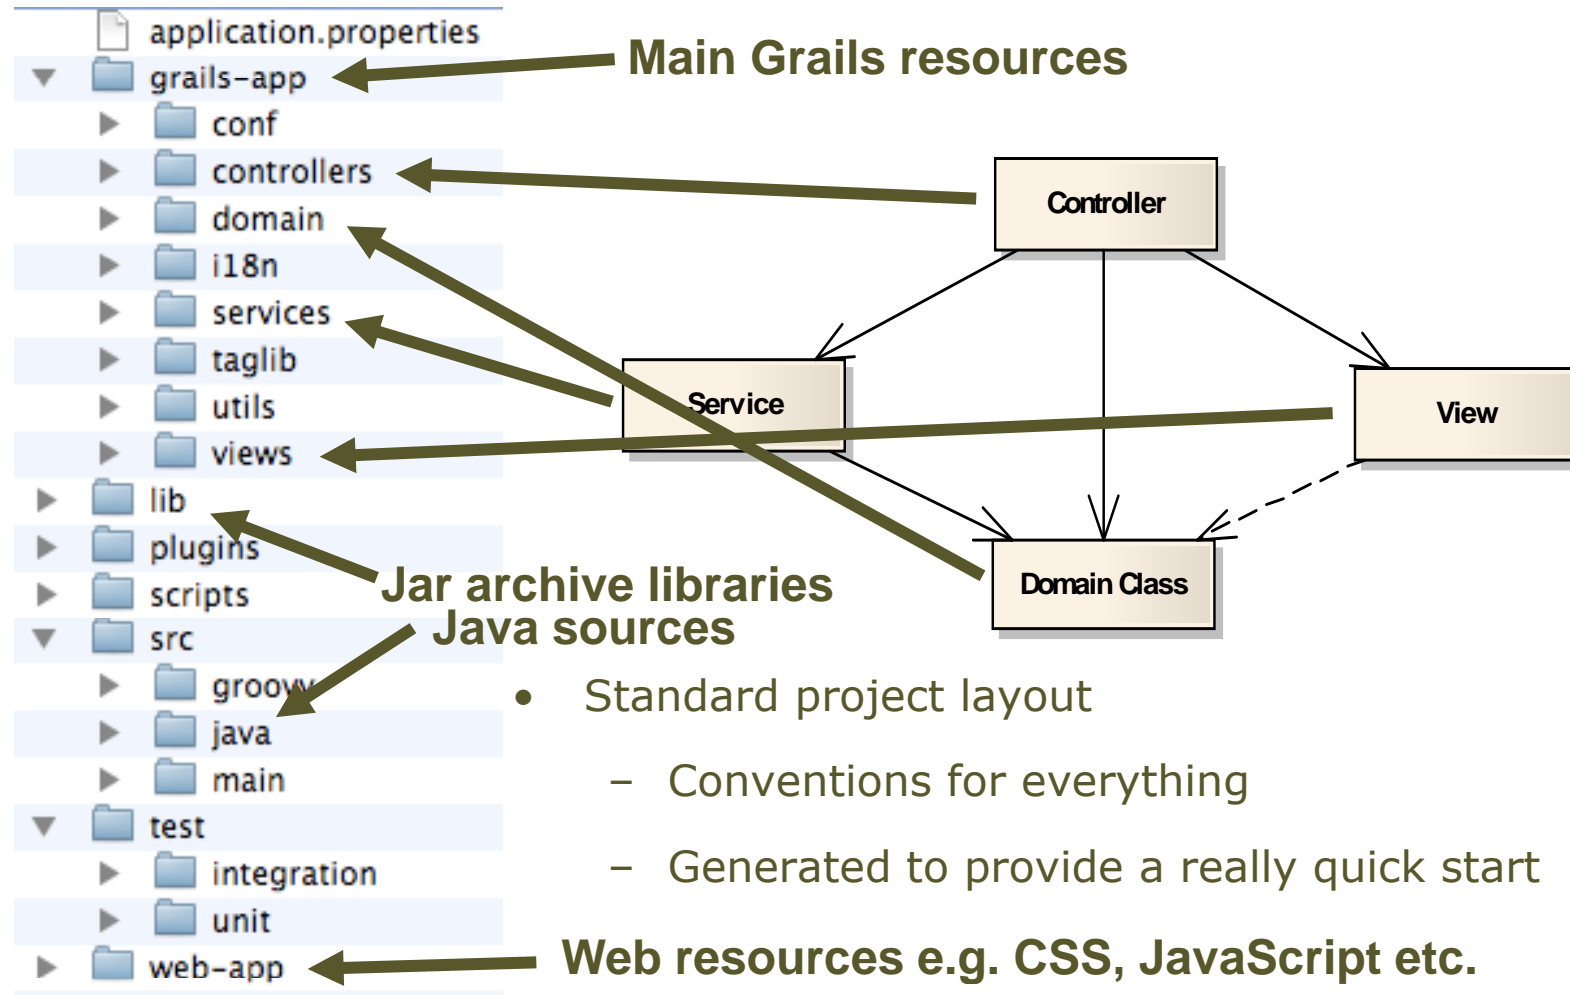 application.properties
grails-app
Main Grails resources
conf
controllers
domain
i18n
services
taglib
utils
views
lib
plugins
scripts
src
groovy
java
main
test
integration
unit
web-app
Controller
Service
View
Domain Class
Jar archive libraries
Java sources
• Standard project layout
– Conventions for everything
– Generated to provide a really quick start
Web resources e.g. CSS, JavaScript etc.